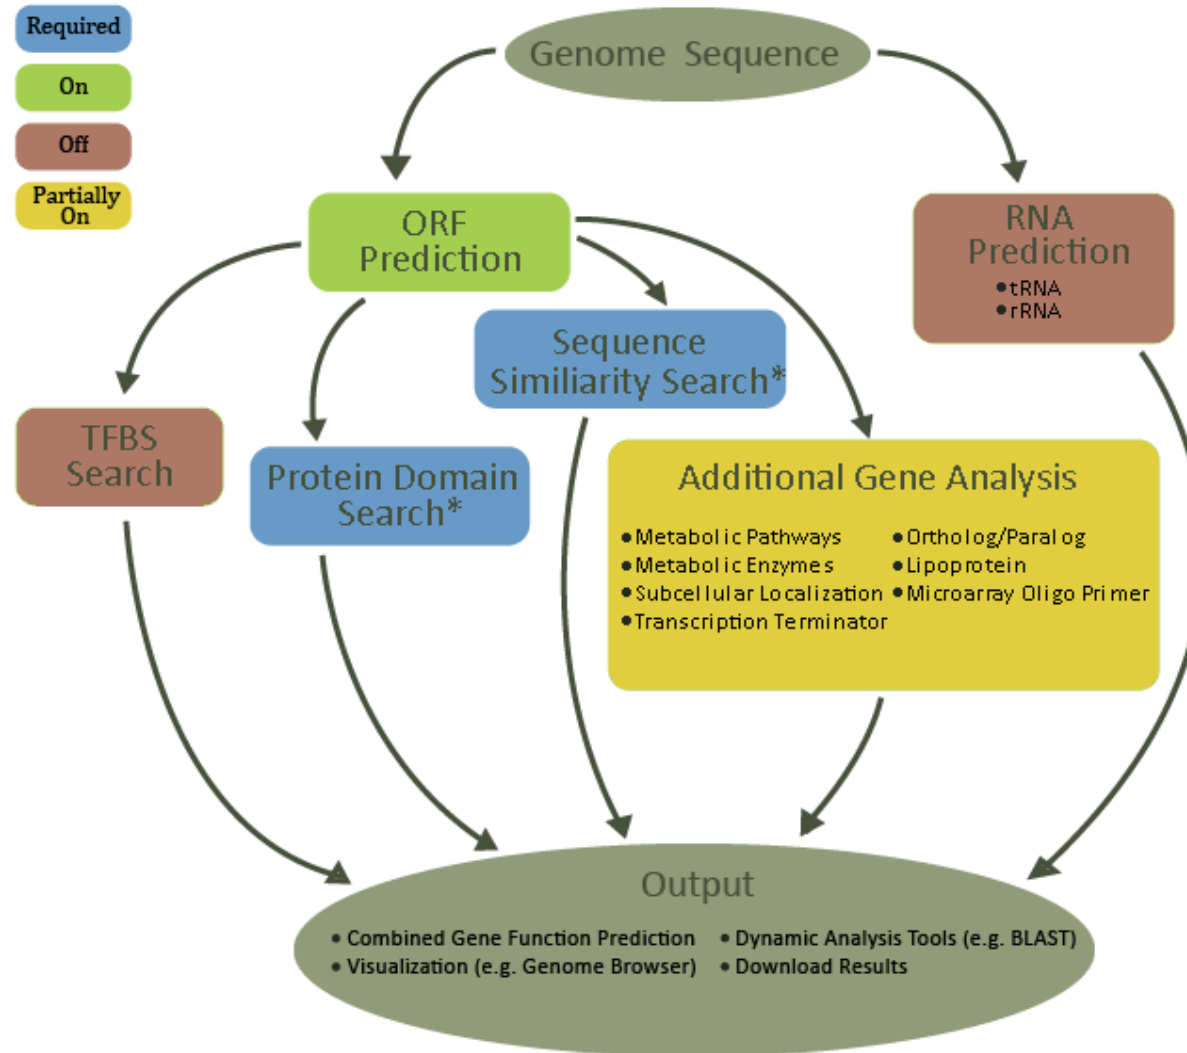 Required
On
Off
Partially
On
Genome Sequence
ORF
Prediction
RNA
Prediction
• tRNA
• rRNA
Sequence
Similiarity Search*
TFBS
Search
Protein Domain
Search*
Additional Gene Analysis
• Metabolic Pathways
• Metabolic Enzymes
• Subcellular Localization
• Transcription Terminator
• Ortholog/Paralog
• Lipoprotein
• Microarray Oligo Primer
Output
• Combined Gene Function Prediction
• Visualization (e.g. Genome Browser)
• Dynamic Analysis Tools (e.g. BLAST)
• Download Results